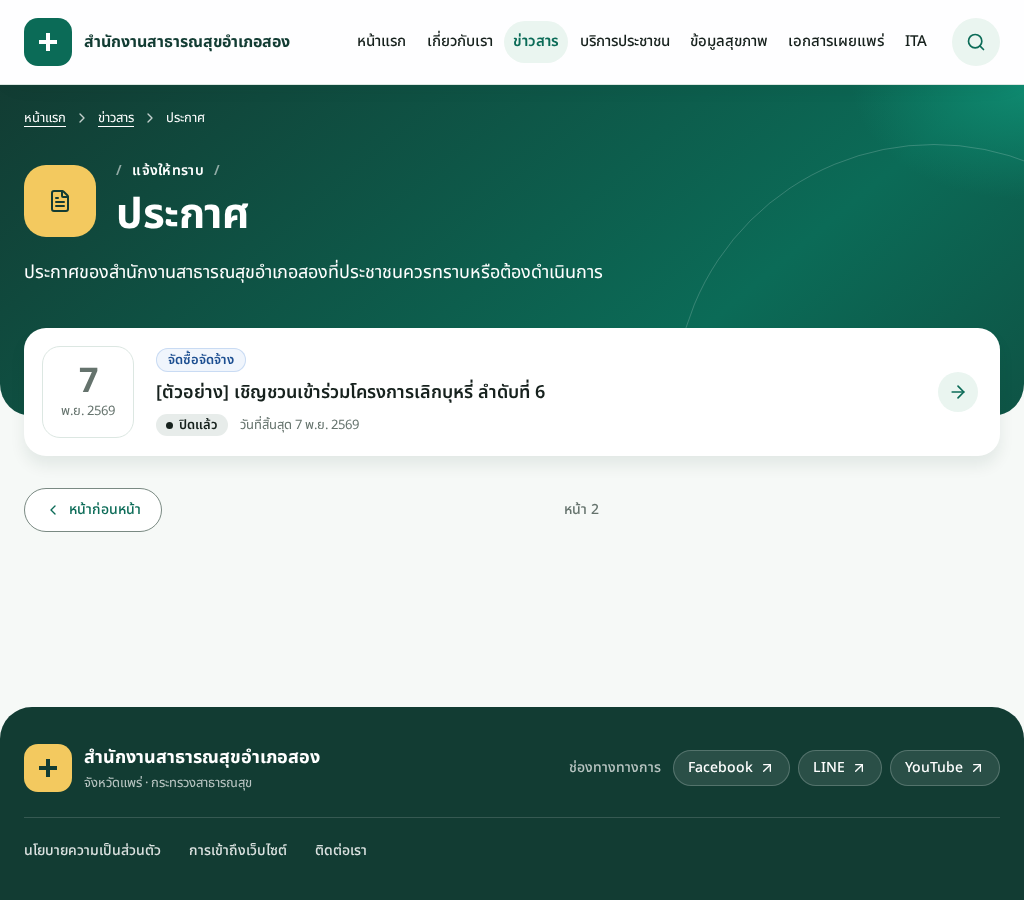 สำนักงานสาธารณสุขอำเภอสอง
หน้าแรก เกี่ยวกับเรา ข่าวสาร บริการประชาชน ข้อมูลสุขภาพ เอกสารเผยแพร่ ITA
หน้าแรก ข่าวสาร ประกาศ
/ แจ้งให้ทราบ /
ประกาศ
ประกาศของสำนักงานสาธารณสุขอำเภอสองที่ประชาชนควรทราบหรือต้องดำเนินการ
7
พ.ย. 2569
จัดซื้อจัดจ้าง
[ตัวอย่าง] เชิญชวนเข้าร่วมโครงการเลิกบุหรี่ ลำดับที่ 6
ปิดแล้ว วันที่สิ้นสุด 7 พ.ย. 2569
หน้าก่อนหน้า หน้า 2
สำนักงานสาธารณสุขอำเภอสอง
จังหวัดแพร่ · กระทรวงสาธารณสุข
ช่องทางทางการ Facebook LINE YouTube
นโยบายความเป็นส่วนตัว การเข้าถึงเว็บไซต์ ติดต่อเรา